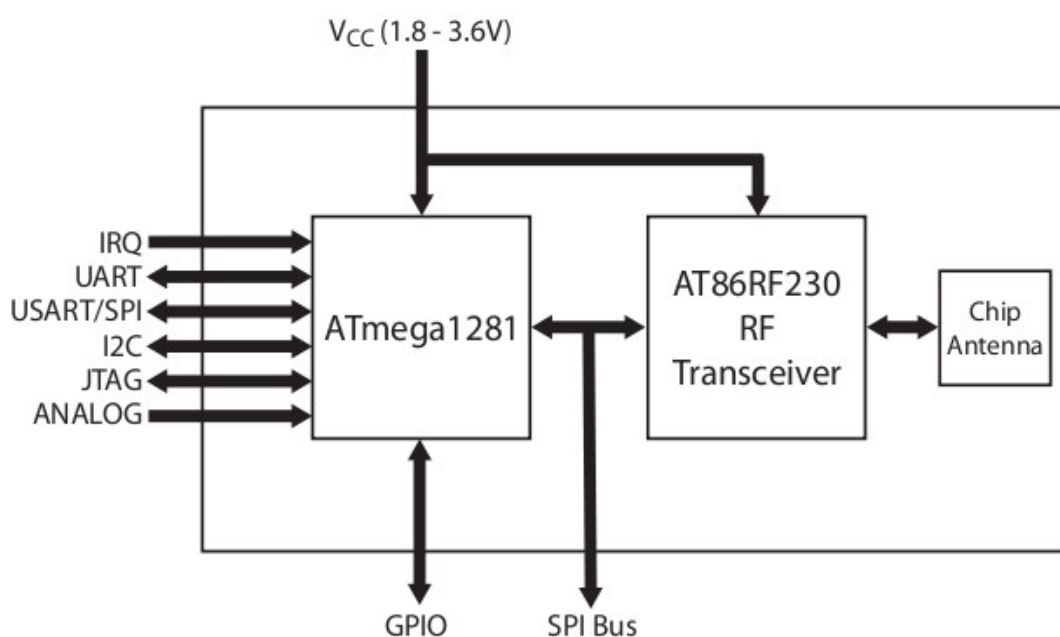 VCC (1.8 - 3.6V)
IRQ
UART
USART/SPI
I2C
JTAG
ANALOG
ATmega1281
AT86RF230
RF
Transceiver
Chip
Antenna
GPIO
SPI Bus